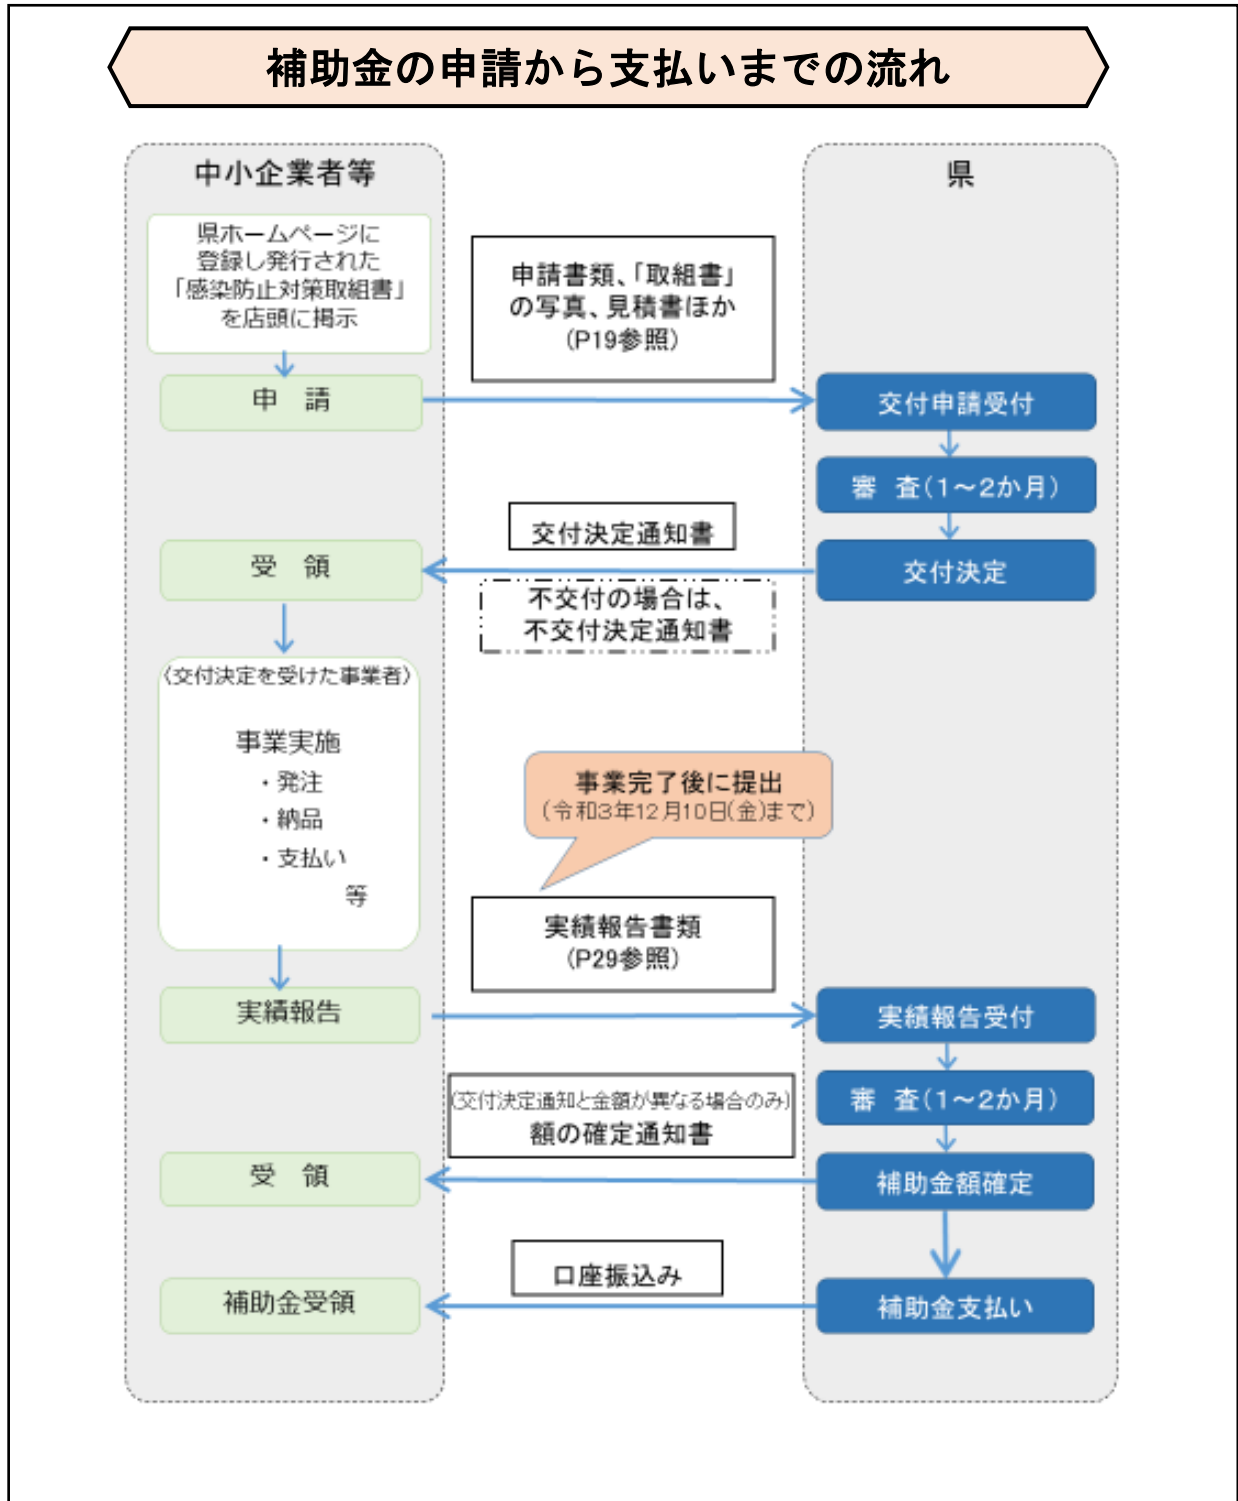 補助金の申請から支払いまでの流れ
中小企業者等
県
県ホームページに
登録し発行された
「感染防止対策取組書」
を店頭に掲示
申請書類、「取組書」
の写真、見積書ほか
(P19参照)
申　請
交付申請受付
審　査(1～2か月)
交付決定通知書
受　領
交付決定
不交付の場合は、
不交付決定通知書
〈交付決定を受けた事業者〉
事業実施
・発注
・納品
・支払い
等
事業完了後に提出
(令和3年12月10日(金)まで)
実績報告書類
(P29参照)
実績報告
実績報告受付
審　査(1～2か月)
(交付決定通知と金額が異なる場合のみ)
額の確定通知書
受　領
補助金額確定
口座振込み
補助金受領
補助金支払い